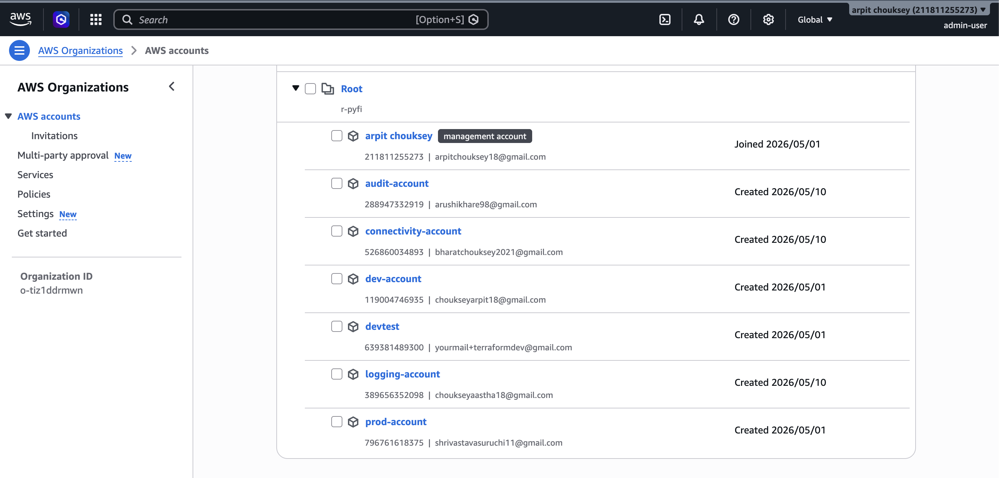 aws
Search [Option+S]
Global
arpit chouksey (211811255273)
admin-user
AWS Organizations
AWS accounts
AWS Organizations
AWS accounts
Invitations
Multi-party approval New
Services
Policies
Settings New
Get started
Organization ID
o-tiz1ddrmwn
Root
r-pyfi
arpit chouksey management account
Joined 2026/05/01
211811255273 | arpitchouksey18@gmail.com
audit-account
Created 2026/05/10
288947332919 | arushikhare98@gmail.com
connectivity-account
Created 2026/05/10
526860034893 | bharatchouksey2021@gmail.com
dev-account
Created 2026/05/01
119004746935 | choukseyarpit18@gmail.com
devtest
Created 2026/05/01
639381489300 | yourmail+terraformdev@gmail.com
logging-account
Created 2026/05/10
389656352098 | choukseyaastha18@gmail.com
prod-account
Created 2026/05/01
796761618375 | shrivastavasuruchi11@gmail.com